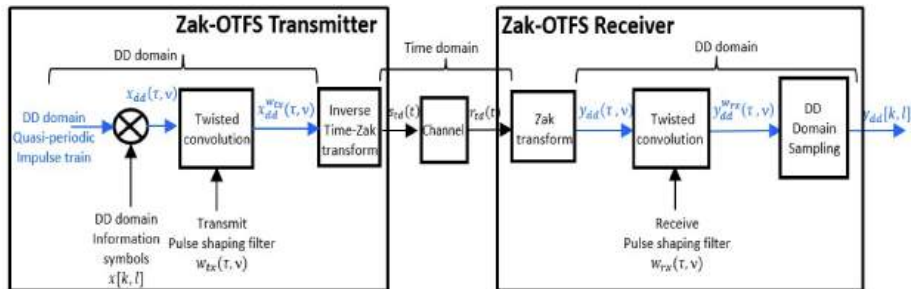 Zak-OTFS Transmitter
Zak-OTFS Receiver
Time domain
DD domain
DD domain
x_dd(τ,ν)
x_dd^{w_tx}(τ,ν)
s_td(t)
r_td(t)
y_dd(τ,ν)
y_dd^{w_rx}(τ,ν)
y_dd[k,l]
DD domain
Quasi-periodic
Impulse train
Twisted
convolution
Inverse
Time-Zak
transform
Channel
Zak
transform
Twisted
convolution
DD
Domain
Sampling
DD domain
Information
symbols
x[k,l]
Transmit
Pulse shaping filter
w_tx(τ,ν)
Receive
Pulse shaping filter
w_rx(τ,ν)